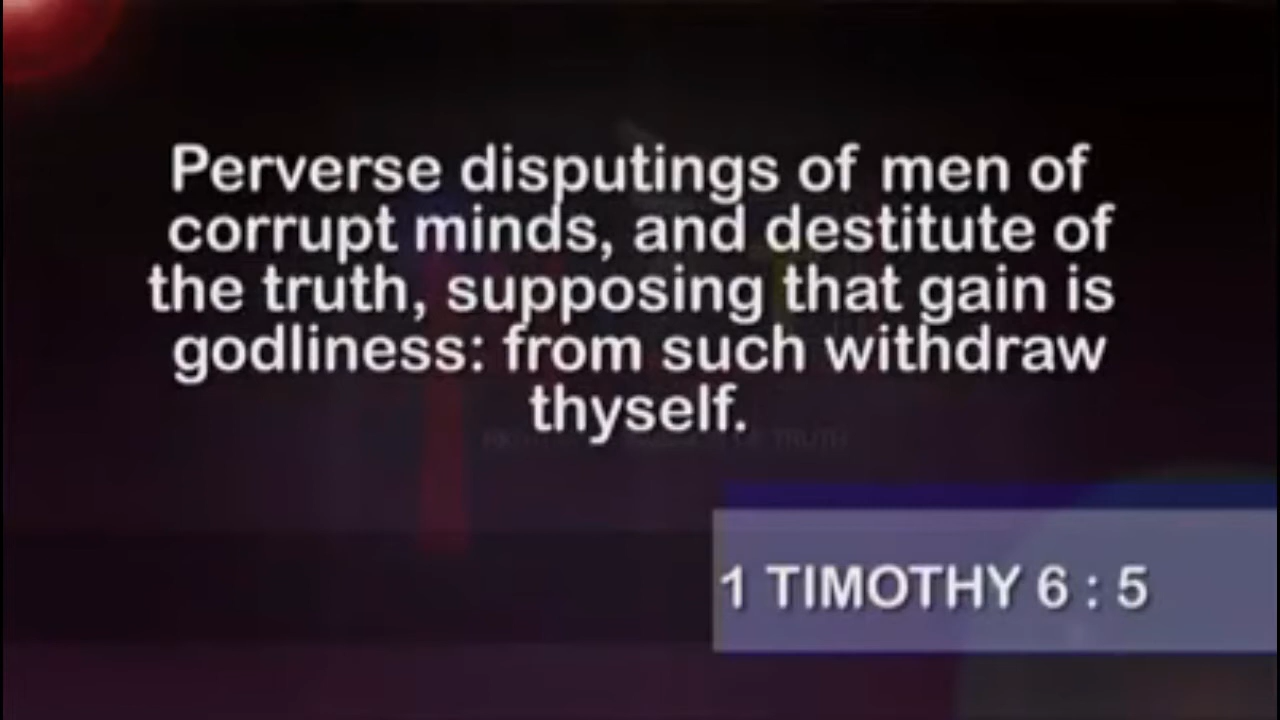 Perverse disputings of men of
corrupt minds, and destitute of
the truth, supposing that gain is
godliness: from such withdraw
thyself.
TRUTH
1 TIMOTHY 6 : 5